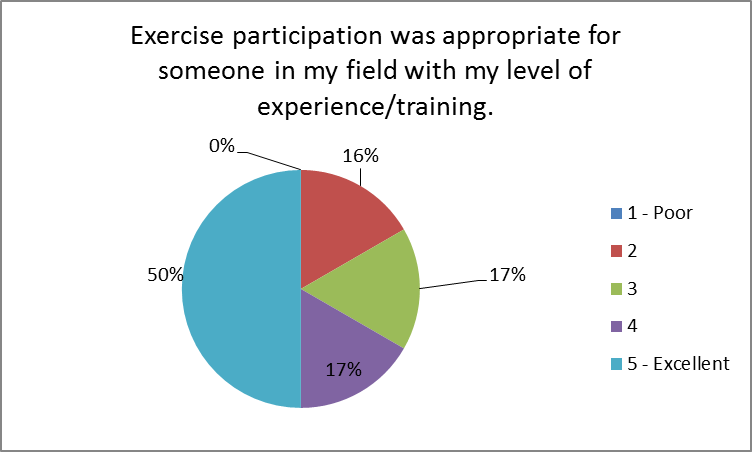 Exercise participation was appropriate for
someone in my field with my level of
experience/training.
0%
16%
17%
17%
50%
1 - Poor
2
3
4
5 - Excellent